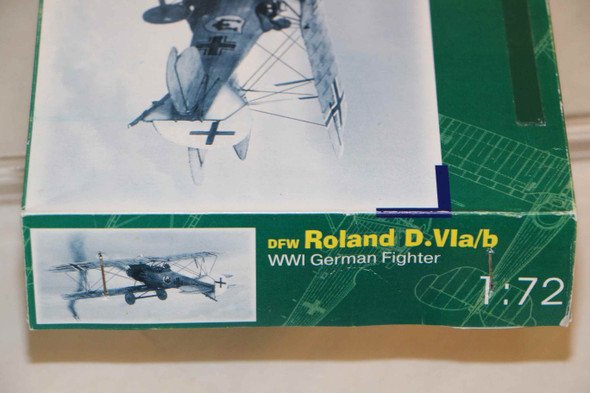 DFW Roland D.VIa/b
WWI German Fighter
1:72